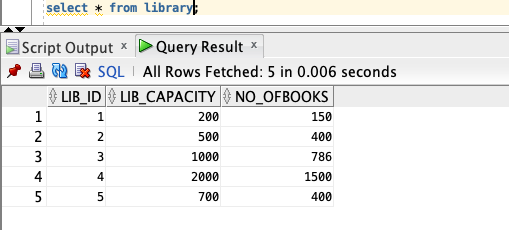 select * from library;
Script Output × Query Result ×
SQL | All Rows Fetched: 5 in 0.006 seconds
LIB_ID LIB_CAPACITY NO_OFBOOKS
1 1 200 150
2 2 500 400
3 3 1000 786
4 4 2000 1500
5 5 700 400